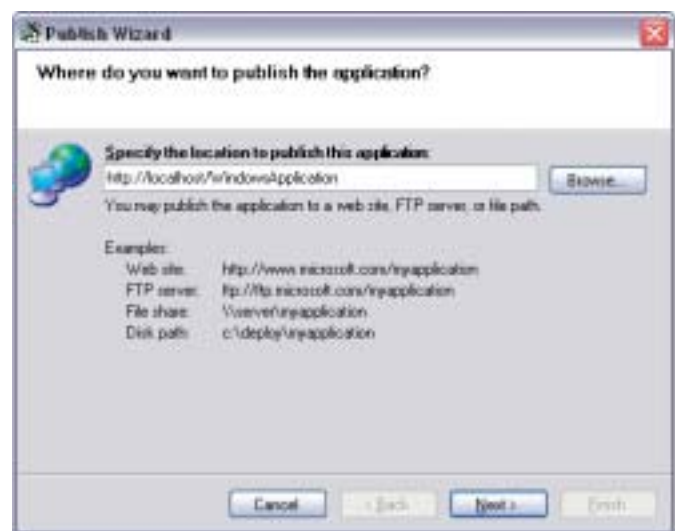 Publish Wizard
Where do you want to publish the application?
Specify the location to publish this application:
http://localhost/WindowsApplication
Browse...
You may publish the application to a web site, FTP server, or file path.
Examples:
Web site: http://www.microsoft.com/myapplication
FTP server: ftp://ftp.microsoft.com/myapplication
File share: \\server\myapplication
Disk path: c:\deploy\myapplication
Cancel < Back Next > Finish